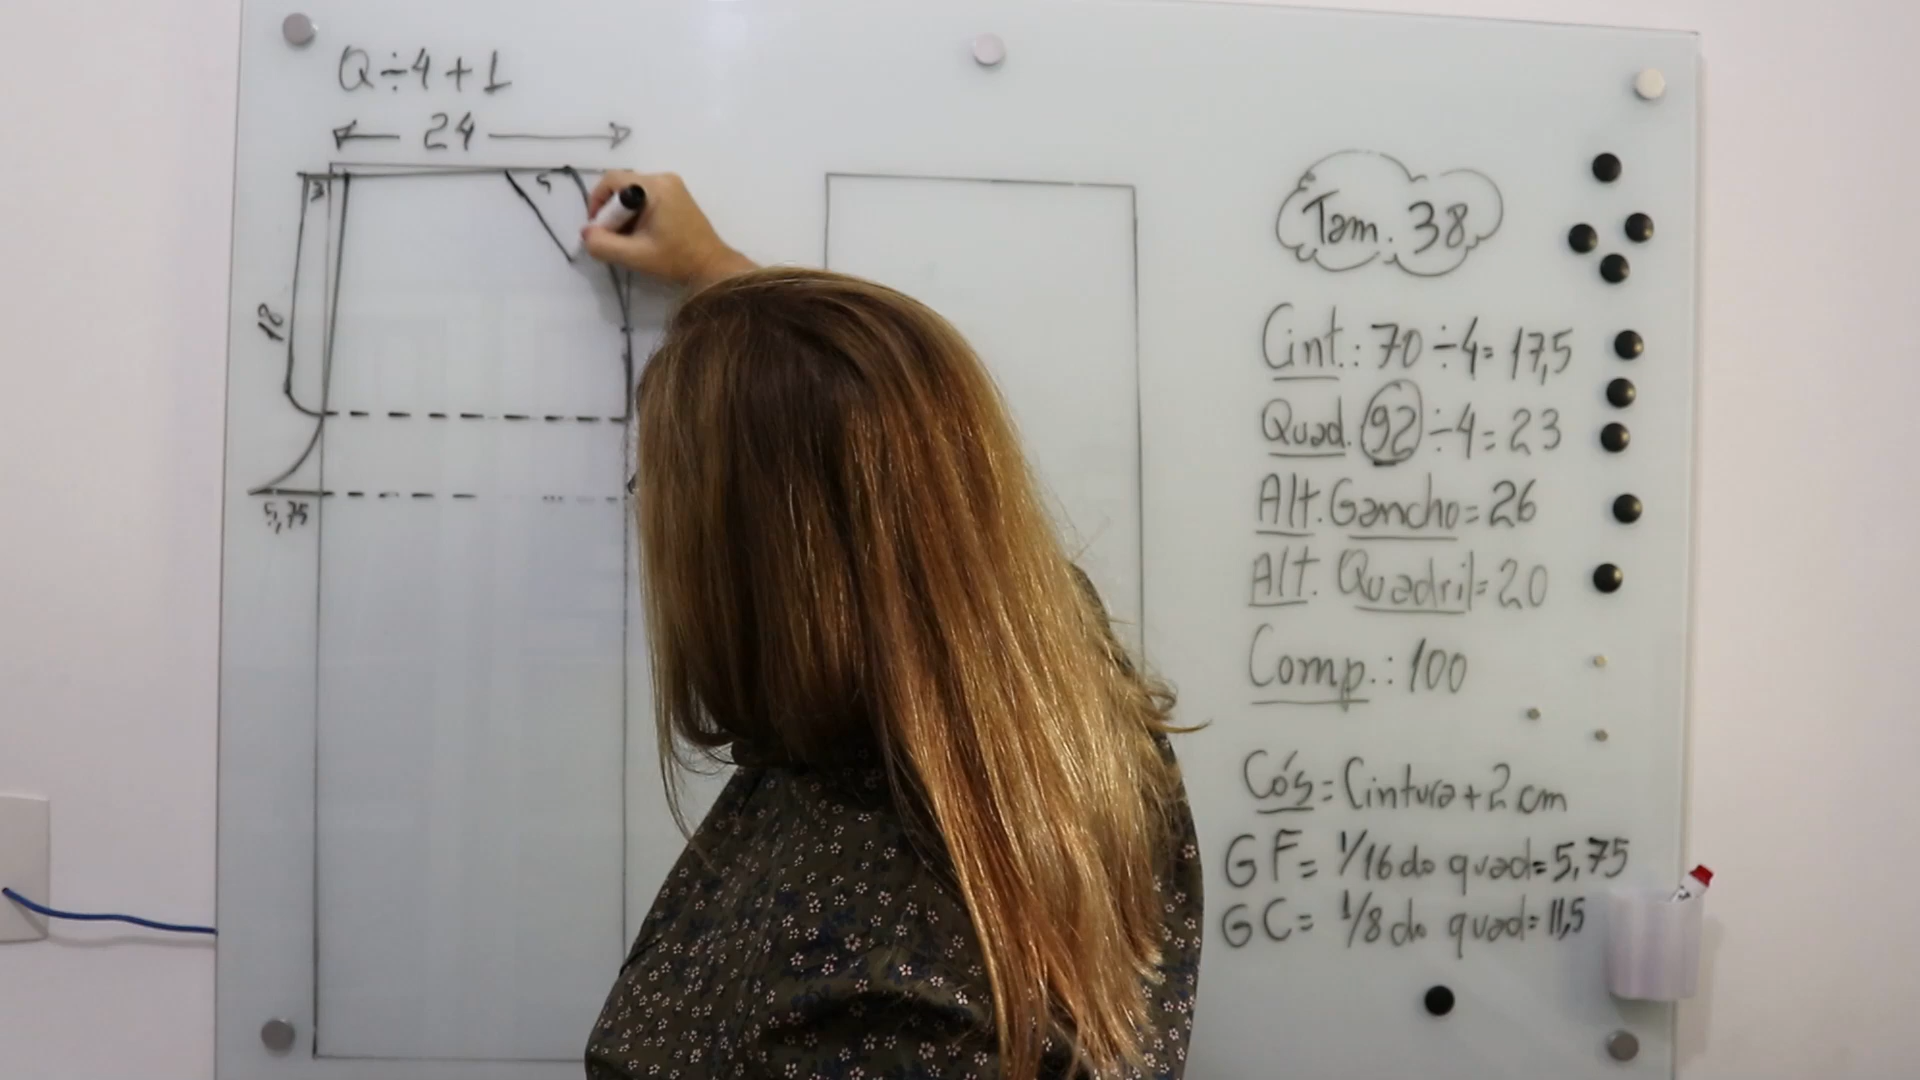 Q÷4+1
24
3
5
18
5,75
Tam. 38
Cint.: 70÷4=17,5
Quad. 92÷4=23
Alt. Gancho=26
Alt. Quadril=20
Comp.: 100
Cós=Cintura+2cm
GF= 1/16 do quad=5,75
GC= 1/8 do quad=11,5